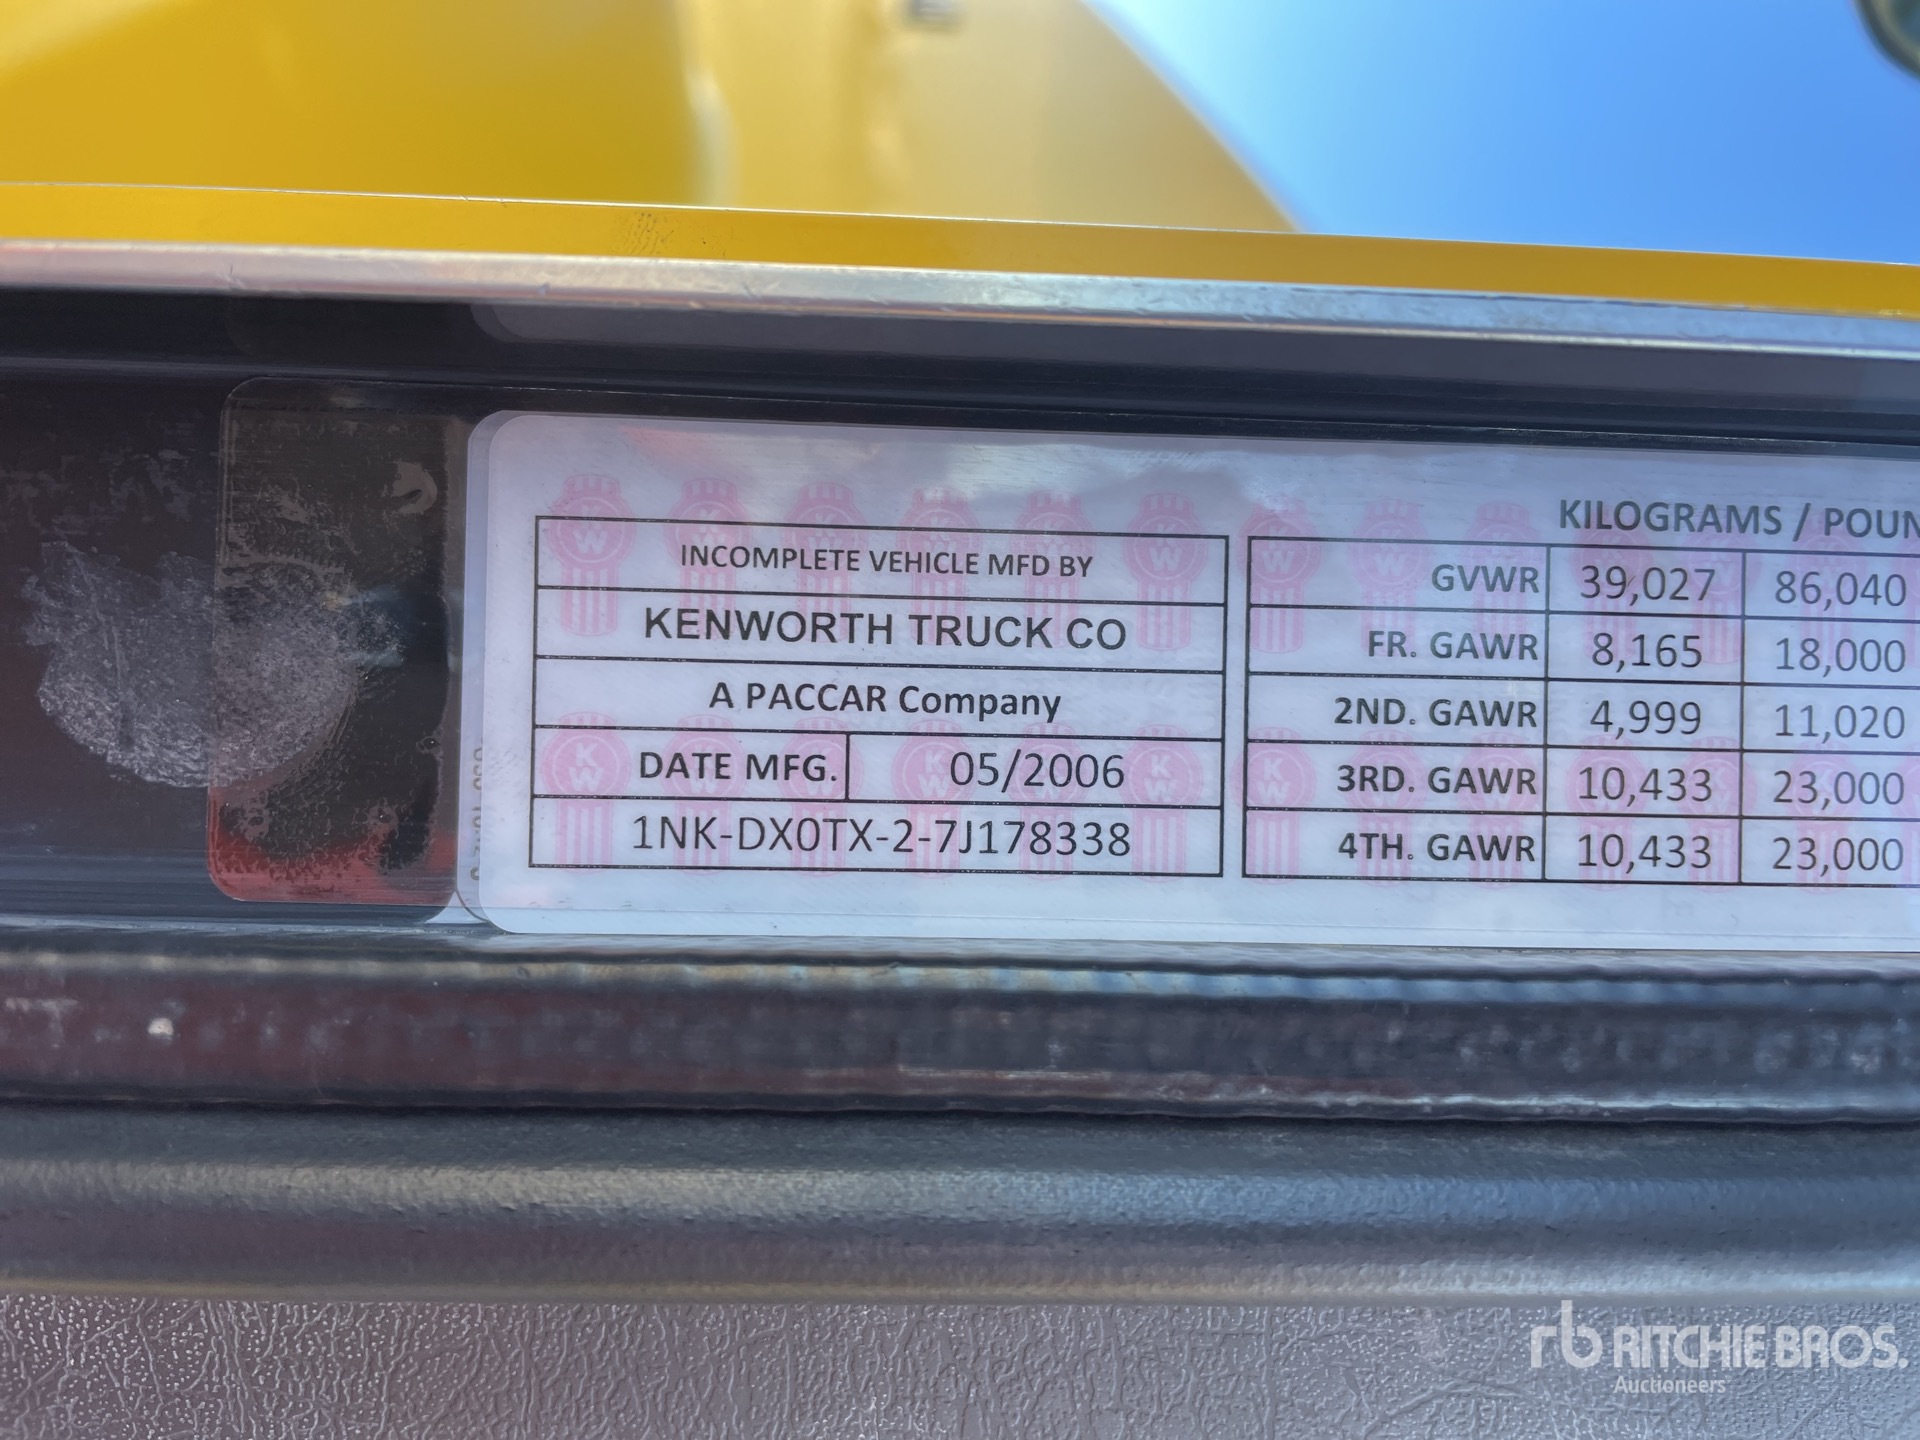 INCOMPLETE VEHICLE MFD BY
KENWORTH TRUCK CO
A PACCAR Company
DATE MFG. 05/2006
1NK-DX0TX-2-7J178338
KILOGRAMS / POUN
GVWR 39,027 86,040
FR. GAWR 8,165 18,000
2ND. GAWR 4,999 11,020
3RD. GAWR 10,433 23,000
4TH. GAWR 10,433 23,000
rb RITCHIE BROS.
Auctioneers